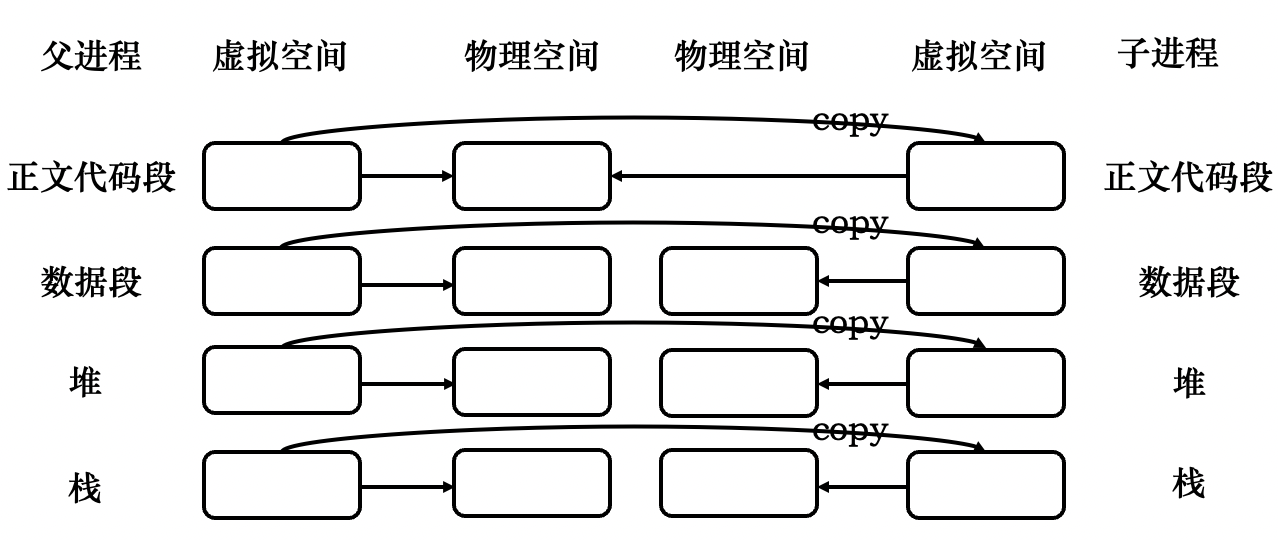 父进程 虚拟空间 物理空间 物理空间 虚拟空间 子进程
copy
正文代码段 正文代码段
copy
数据段 数据段
copy
堆 堆
copy
栈 栈